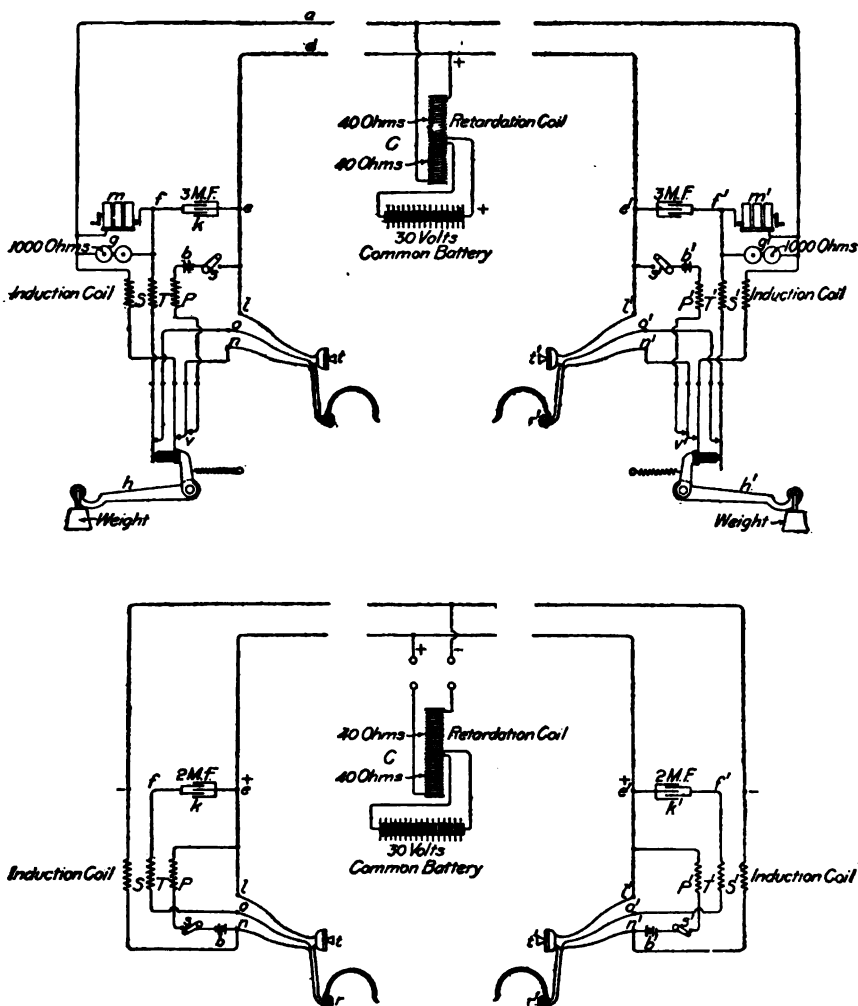 a
d
+
40 Ohms
Retardation Coil
C
40 Ohms
m
f
3 M.F.
k
e
+
30 Volts
Common Battery
e'
3 M.F.
f'
m'
1000 Ohms
g
b
s
s
b'
g'
1000 Ohms
Induction Coil
S
T
P
l
l'
P'
T'
S'
Induction Coil
o
n
o'
n'
t
t'
r'
v
v'
h
h'
Weight
Weight
+
-
40 Ohms
Retardation Coil
C
40 Ohms
f
2 M.F.
k
+
e
-
30 Volts
Common Battery
+
e'
2 M.F.
k'
f'
-
Induction Coil
S
T
P
l
l'
P'
T'
S'
Induction Coil
o
n
s
b
o'
n'
b
s
t
t'
r
r'